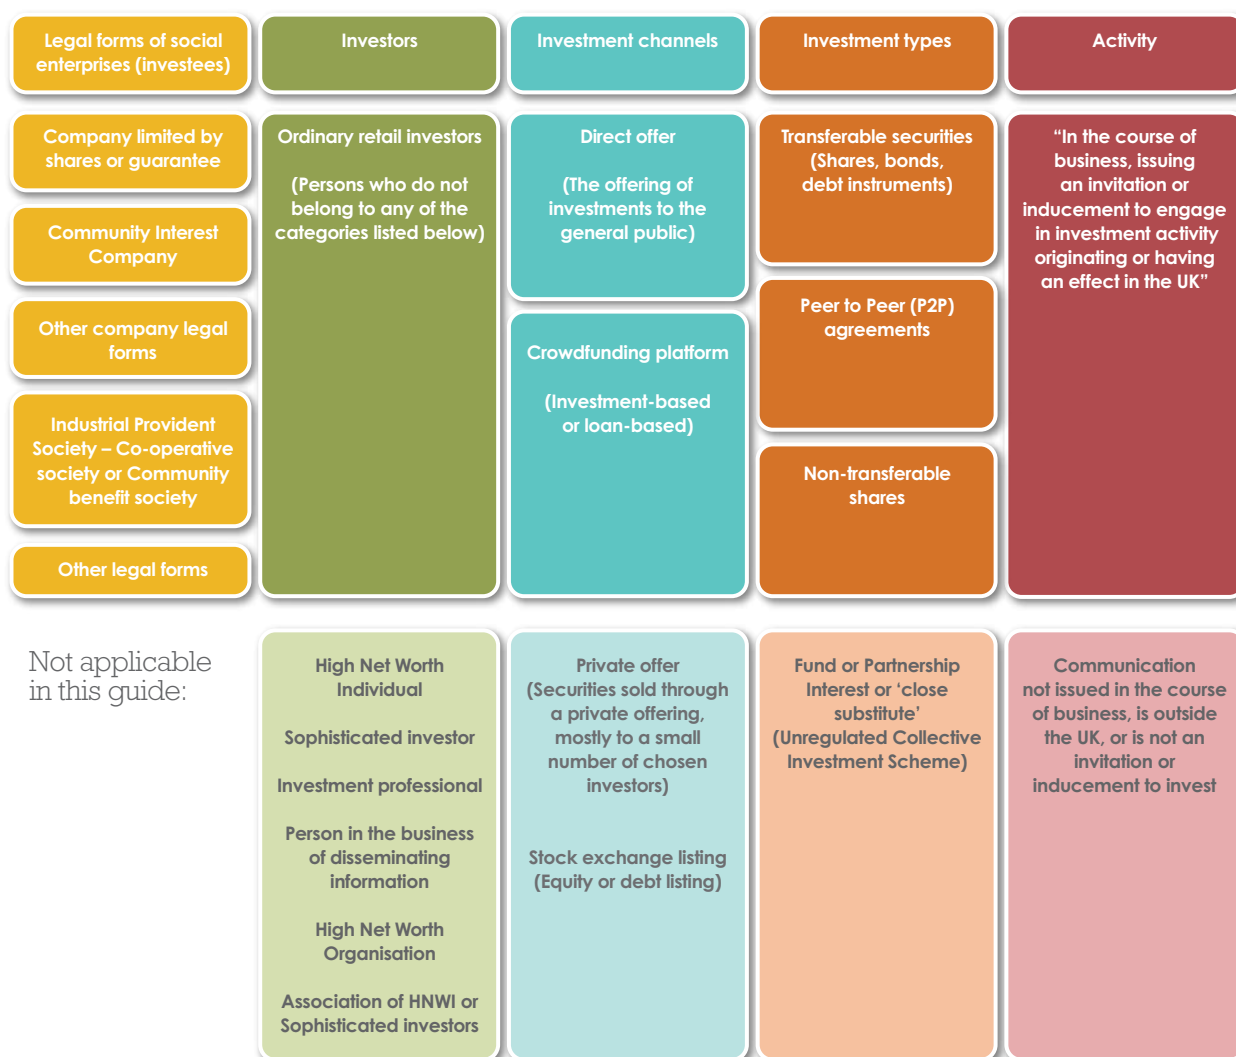 Legal forms of social
enterprises (investees)
Investors
Investment channels
Investment types
Activity
Company limited by
shares or guarantee
Community Interest
Company
Other company legal
forms
Industrial Provident
Society – Co-operative
society or Community
benefit society
Other legal forms
Ordinary retail investors
(Persons who do not
belong to any of the
categories listed below)
Direct offer
(The offering of
investments to the
general public)
Crowdfunding platform
(Investment-based
or loan-based)
Transferable securities
(Shares, bonds,
debt instruments)
Peer to Peer (P2P)
agreements
Non-transferable
shares
“In the course of
business, issuing
an invitation or
inducement to engage
in investment activity
originating or having
an effect in the UK”
Not applicable
in this guide:
High Net Worth
Individual
Sophisticated investor
Investment professional
Person in the business
of disseminating
information
High Net Worth
Organisation
Association of HNWI or
Sophisticated investors
Private offer
(Securities sold through
a private offering,
mostly to a small
number of chosen
investors)
Stock exchange listing
(Equity or debt listing)
Fund or Partnership
Interest or ‘close
substitute’
(Unregulated Collective
Investment Scheme)
Communication
not issued in the course
of business, is outside
the UK, or is not an
invitation or
inducement to invest